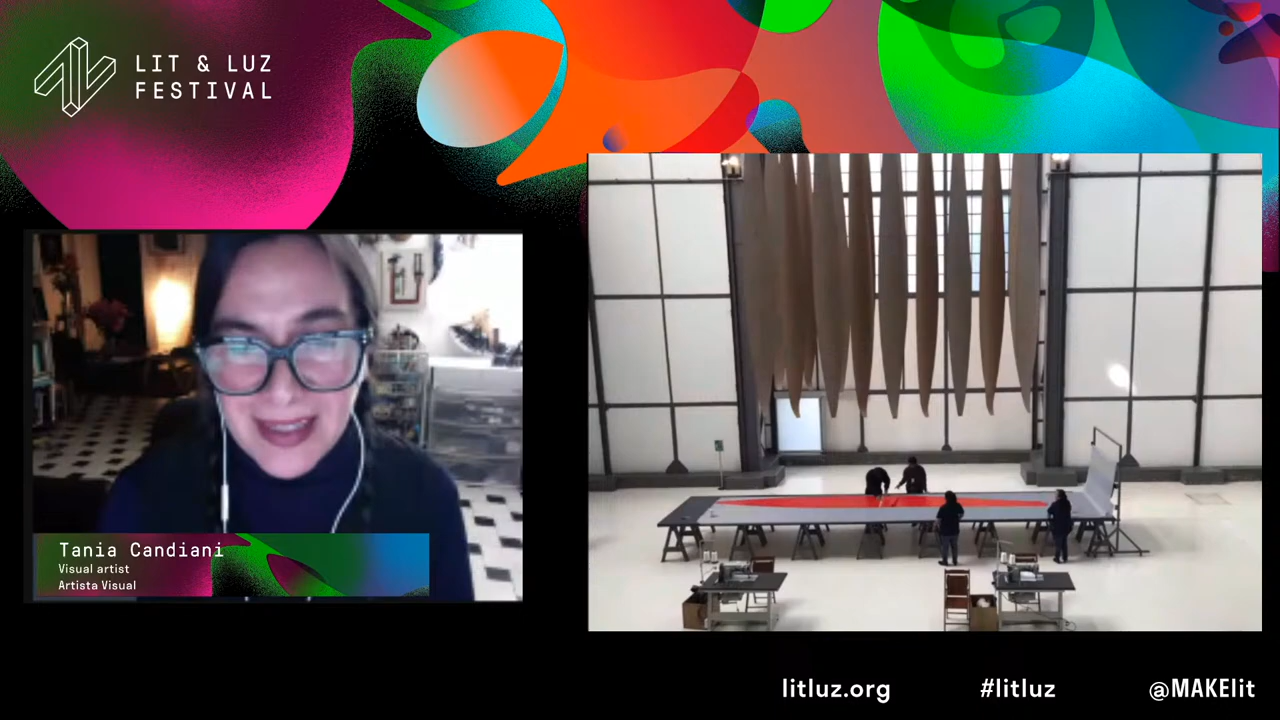 LIT & LUZ
FESTIVAL
Tania Candiani
Visual artist
Artista Visual
litluz.org
#litluz
@MAKElit